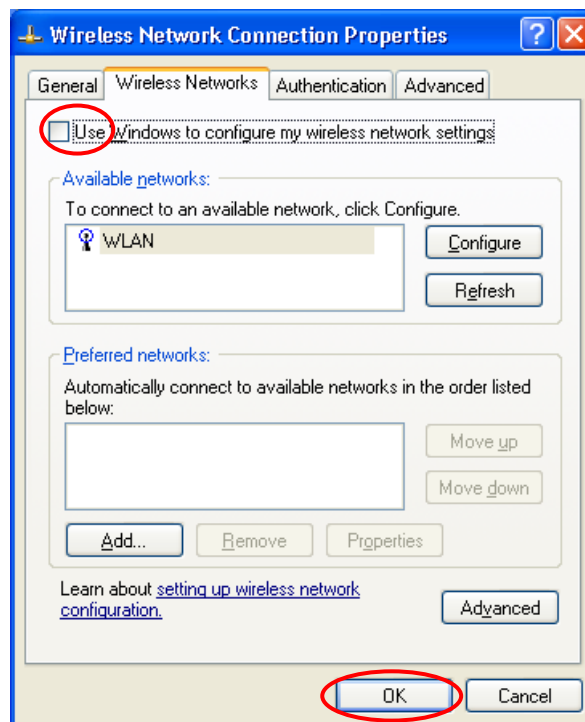 Wireless Network Connection Properties
General Wireless Networks Authentication Advanced
Use Windows to configure my wireless network settings
Available networks:
To connect to an available network, click Configure.
WLAN
Configure
Refresh
Preferred networks:
Automatically connect to available networks in the order listed
below:
Move up
Move down
Add... Remove Properties
Learn about setting up wireless network
configuration.
Advanced
OK Cancel